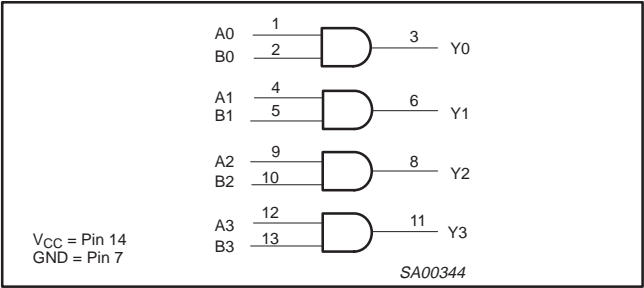 A0 1 3 Y0
B0 2
A1 4 6 Y1
B1 5
A2 9 8 Y2
B2 10
A3 12 11 Y3
B3 13
VCC = Pin 14
GND = Pin 7
SA00344